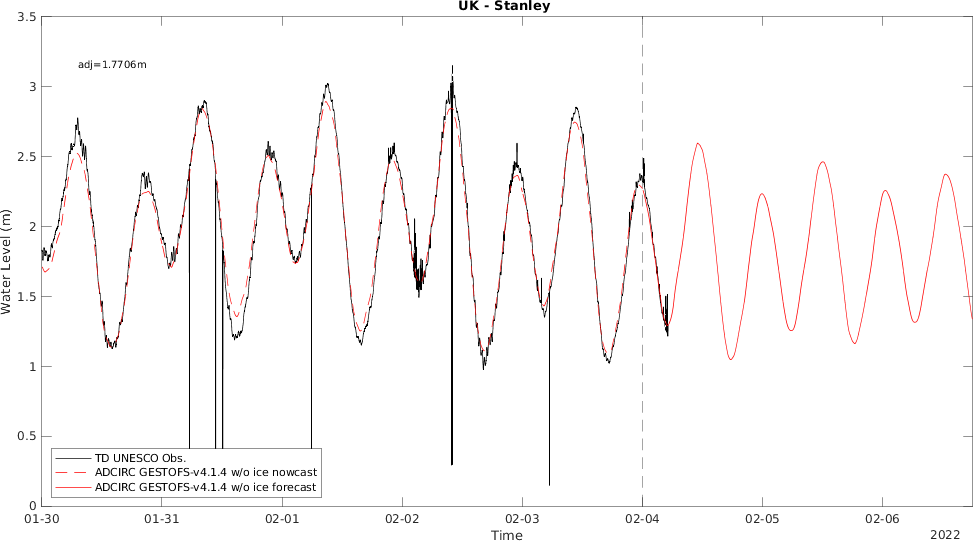 UK - Stanley
3.5
3
2.5
2
1.5
1
0.5
0
Water Level (m)
adj=1.7706m
TD UNESCO Obs.
ADCIRC GESTOFS-v4.1.4 w/o ice nowcast
ADCIRC GESTOFS-v4.1.4 w/o ice forecast
01-30 01-31 02-01 02-02 02-03 02-04 02-05 02-06
Time
2022